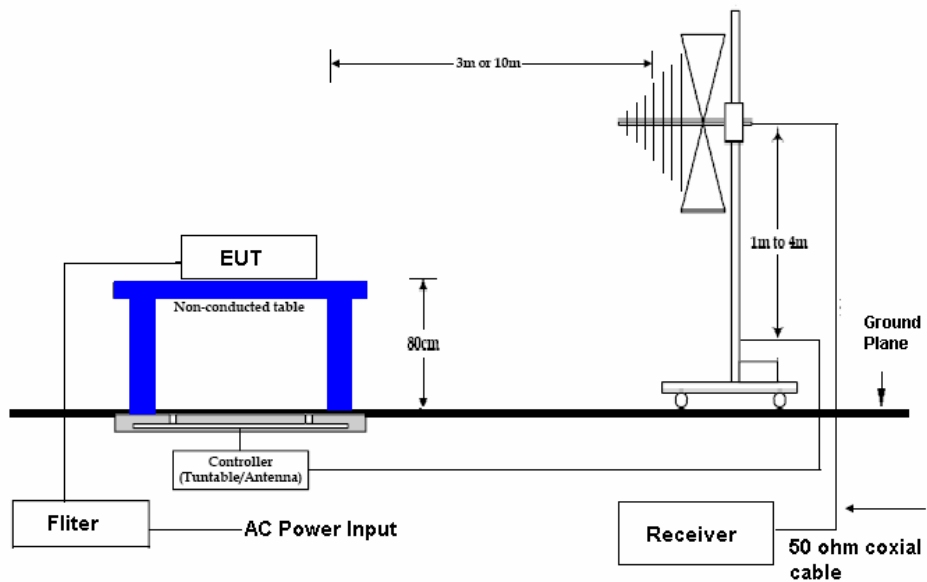 3m or 10m
EUT
1m to 4m
Non-conducted table
Ground
Plane
80cm
Controller
(Tuntable/Antenna)
Fliter
AC Power Input
Receiver
50 ohm coxial
cable